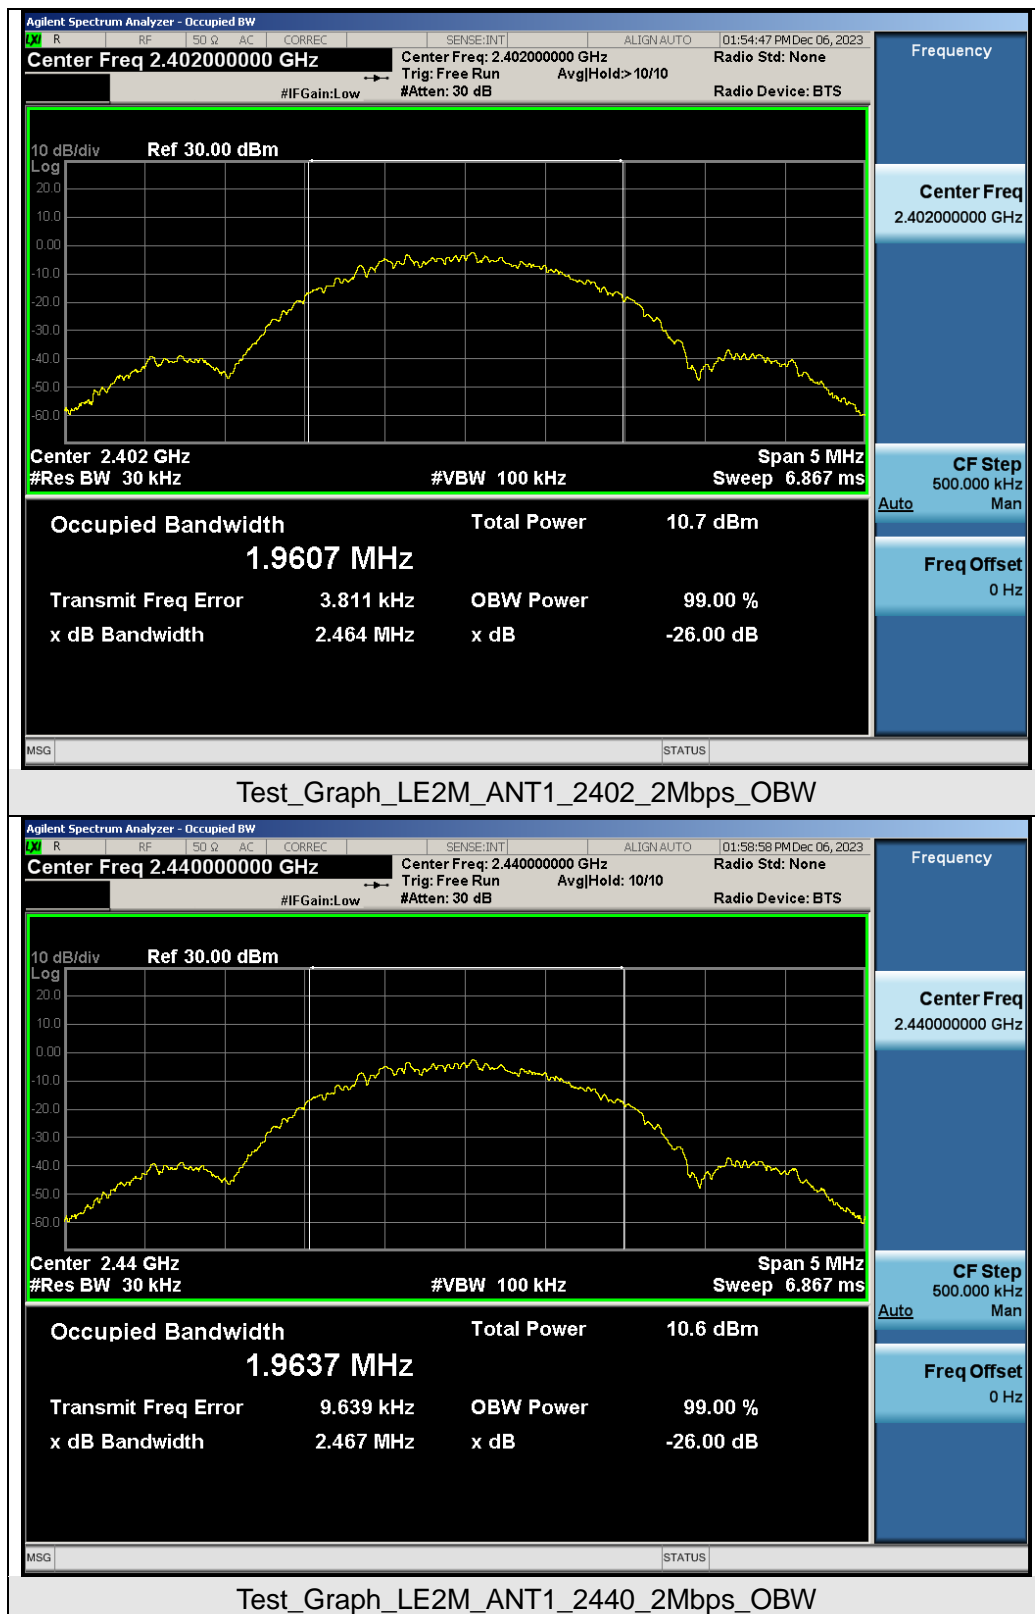 Agilent Spectrum Analyzer - Occupied BW
LXI R RF 50 Ω AC CORREC SENSE:INT ALIGN AUTO 01:54:47 PM Dec 06, 2023
Center Freq 2.402000000 GHz Center Freq: 2.402000000 GHz Radio Std: None
Trig: Free Run Avg|Hold:> 10/10
#IFGain:Low #Atten: 30 dB Radio Device: BTS
Frequency
10 dB/div Ref 30.00 dBm
Log
20.0
10.0
0.00
-10.0
-20.0
-30.0
-40.0
-50.0
-60.0
Center 2.402 GHz Span 5 MHz
#Res BW 30 kHz #VBW 100 kHz Sweep 6.867 ms
Center Freq
2.402000000 GHz
CF Step
500.000 kHz
Auto Man
Freq Offset
0 Hz
Occupied Bandwidth Total Power 10.7 dBm
1.9607 MHz
Transmit Freq Error 3.811 kHz OBW Power 99.00 %
x dB Bandwidth 2.464 MHz x dB -26.00 dB
MSG STATUS
Test_Graph_LE2M_ANT1_2402_2Mbps_OBW
Agilent Spectrum Analyzer - Occupied BW
LXI R RF 50 Ω AC CORREC SENSE:INT ALIGN AUTO 01:58:58 PM Dec 06, 2023
Center Freq 2.440000000 GHz Center Freq: 2.440000000 GHz Radio Std: None
Trig: Free Run Avg|Hold: 10/10
#IFGain:Low #Atten: 30 dB Radio Device: BTS
Frequency
10 dB/div Ref 30.00 dBm
Log
20.0
10.0
0.00
-10.0
-20.0
-30.0
-40.0
-50.0
-60.0
Center 2.44 GHz Span 5 MHz
#Res BW 30 kHz #VBW 100 kHz Sweep 6.867 ms
Center Freq
2.440000000 GHz
CF Step
500.000 kHz
Auto Man
Freq Offset
0 Hz
Occupied Bandwidth Total Power 10.6 dBm
1.9637 MHz
Transmit Freq Error 9.639 kHz OBW Power 99.00 %
x dB Bandwidth 2.467 MHz x dB -26.00 dB
MSG STATUS
Test_Graph_LE2M_ANT1_2440_2Mbps_OBW